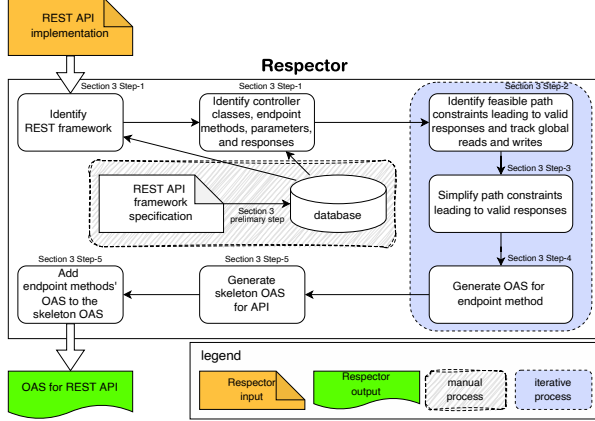 REST API
implementation
Respector
Section 3 Step-1
Identify
REST framework
Section 3 Step-1
Identify controller
classes, endpoint
methods, parameters,
and responses
Section 3 Step-2
Identify feasible path
constraints leading to valid
responses and track global
reads and writes
REST API
framework
specification
Section 3
prelimary step
database
Section 3 Step-3
Simplify path constraints
leading to valid responses
Section 3 Step-5
Add
endpoint methods'
OAS to the
skeleton OAS
Section 3 Step-5
Generate
skeleton OAS
for API
Section 3 Step-4
Generate OAS for
endpoint method
OAS for REST API
legend
Respector
input
Respector
output
manual
process
iterative
process